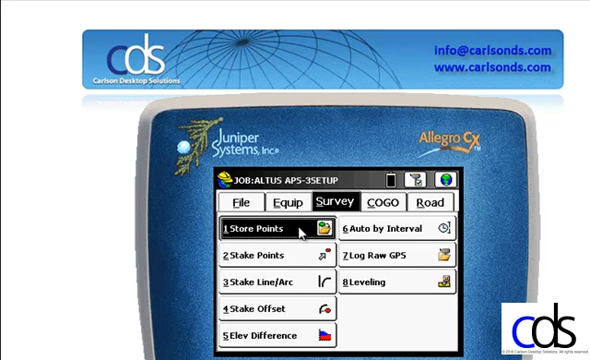 cds
Carlson Desktop Solutions
info@carlsonds.com
www.carlsonds.com
Juniper
Systems, Inc.
Allegro CX
JOB:ALTUS APS-3SETUP
File Equip Survey COGO Road
1 Store Points
2 Stake Points
3 Stake Line/Arc
4 Stake Offset
5 Elev Difference
6 Auto by Interval
7 Log Raw GPS
8 Leveling
cds